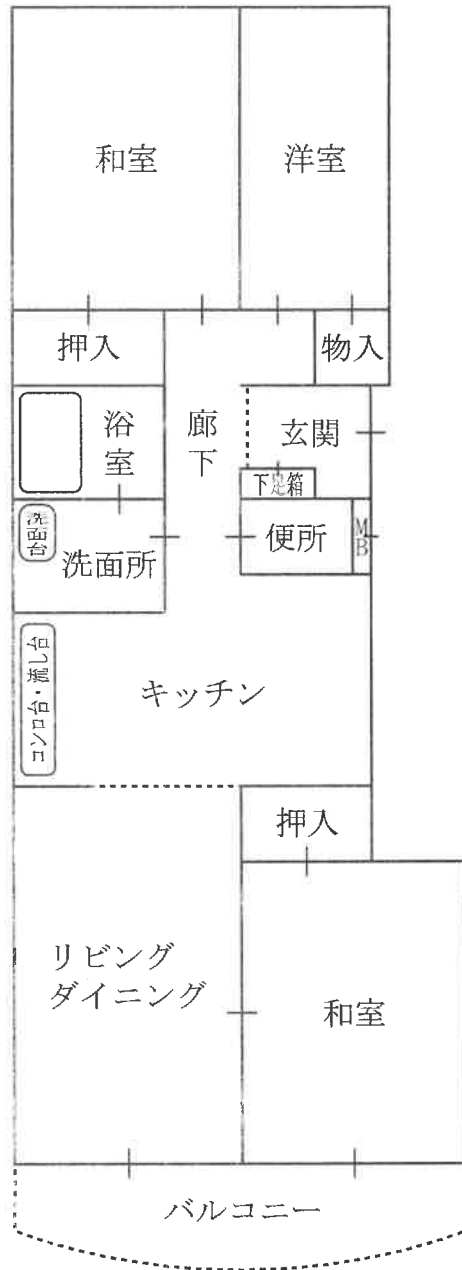 和室
洋室
押入
物入
浴室
廊下
玄関
下足箱
洗面台
洗面所
便所
MB
コンロ台・流し台
キッチン
押入
リビング
ダイニング
和室
バルコニー